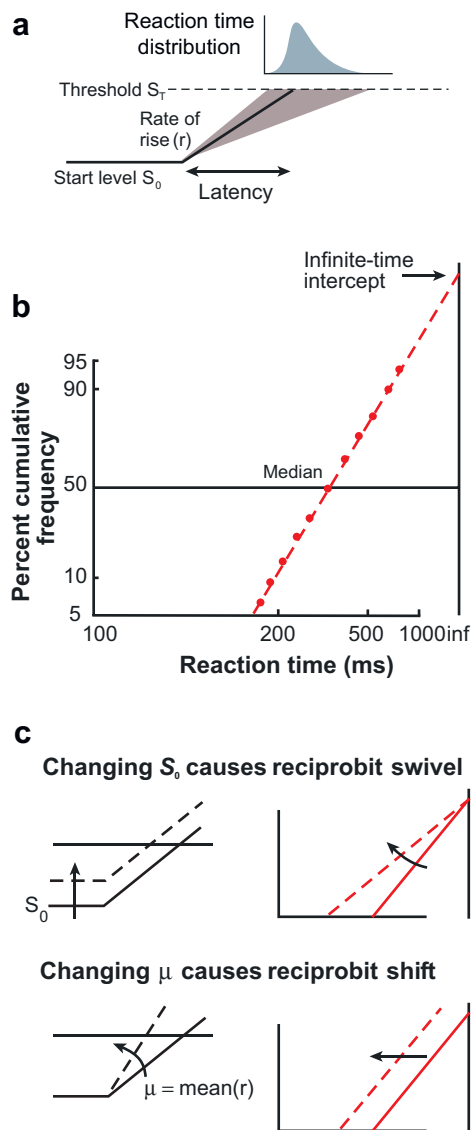 a
Reaction time
distribution
Threshold S_T
Rate of
rise (r)
Start level S_0
Latency
Infinite-time
intercept
b
95
90
50
10
5
Percent cumulative
frequency
Median
100
200
500
1000
inf
Reaction time (ms)
c
Changing S_0 causes reciprobit swivel
S_0
Changing μ causes reciprobit shift
μ = mean(r)